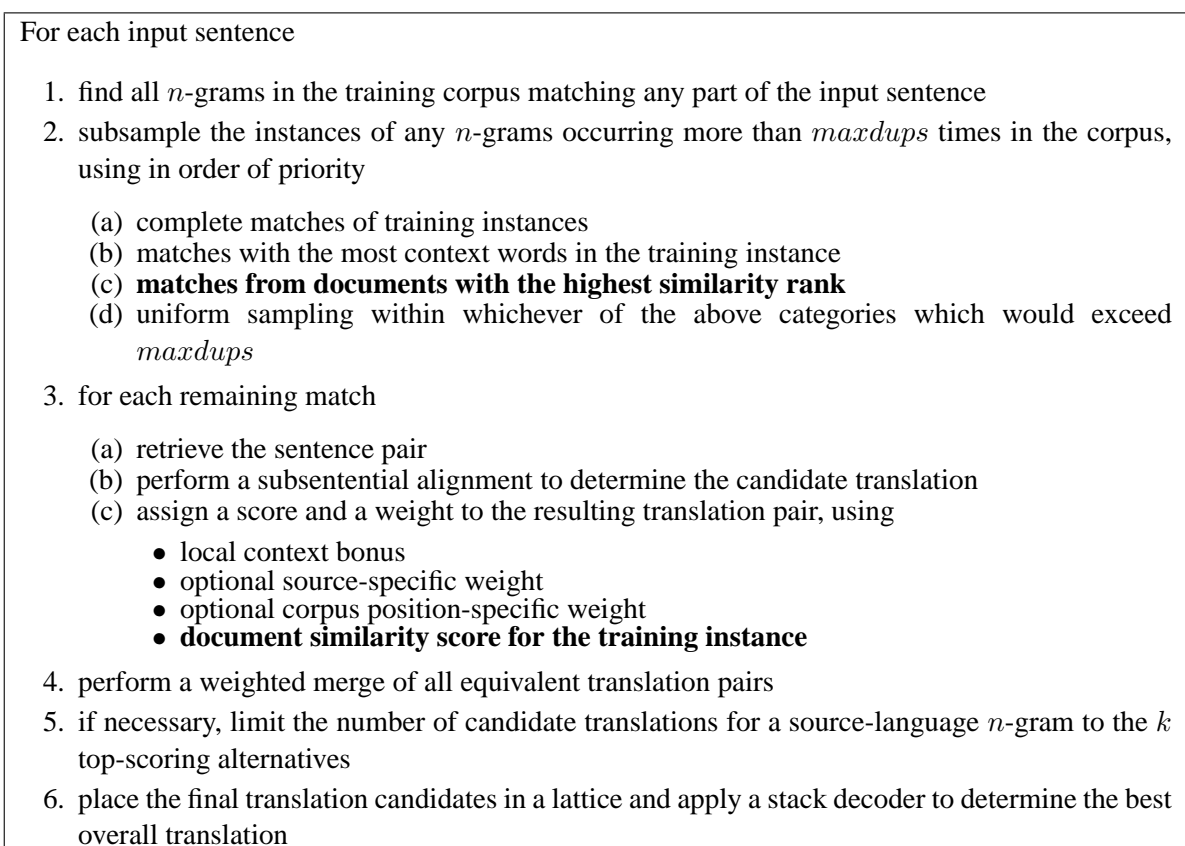 For each input sentence
1. find all n-grams in the training corpus matching any part of the input sentence
2. subsample the instances of any n-grams occurring more than maxdups times in the corpus,
using in order of priority
(a) complete matches of training instances
(b) matches with the most context words in the training instance
(c) matches from documents with the highest similarity rank
(d) uniform sampling within whichever of the above categories which would exceed
maxdups
3. for each remaining match
(a) retrieve the sentence pair
(b) perform a subsentential alignment to determine the candidate translation
(c) assign a score and a weight to the resulting translation pair, using
• local context bonus
• optional source-specific weight
• optional corpus position-specific weight
• document similarity score for the training instance
4. perform a weighted merge of all equivalent translation pairs
5. if necessary, limit the number of candidate translations for a source-language n-gram to the k
top-scoring alternatives
6. place the final translation candidates in a lattice and apply a stack decoder to determine the best
overall translation